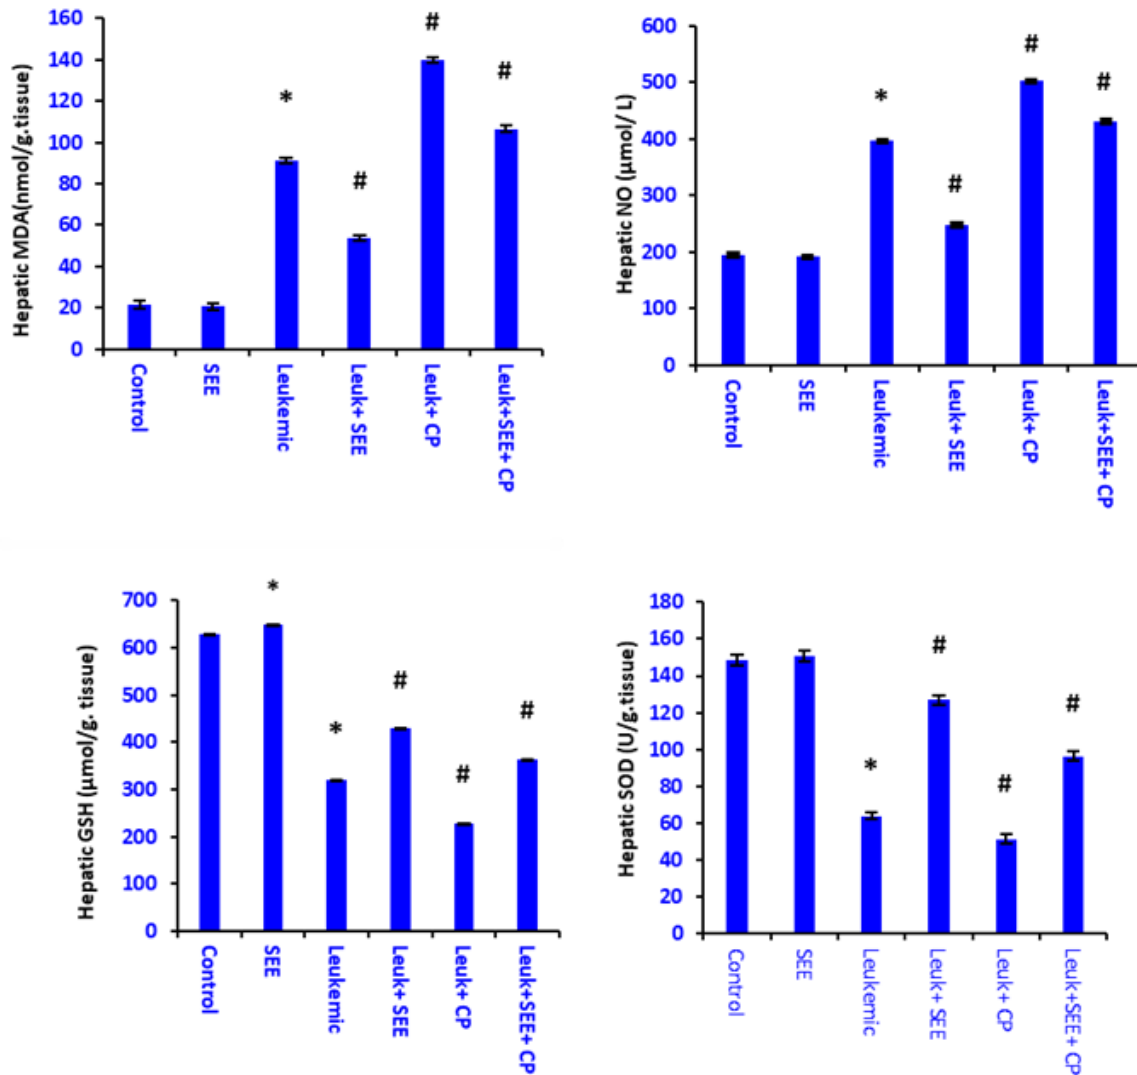 Hepatic MDA(nmol/g.tissue)
160
140
120
100
80
60
40
20
0
*
#
#
#
Control
SEE
Leukemic
Leuk+ SEE
Leuk+ CP
Leuk+SEE+ CP
Hepatic NO (µmol/ L)
600
500
400
300
200
100
0
*
#
#
#
Control
SEE
Leukemic
Leuk+ SEE
Leuk+ CP
Leuk+SEE+ CP
Hepatic GSH (µmol/g. tissue)
700
600
500
400
300
200
100
0
*
*
#
#
#
Control
SEE
Leukemic
Leuk+ SEE
Leuk+ CP
Leuk+SEE+ CP
Hepatic SOD (U/g.tissue)
180
160
140
120
100
80
60
40
20
0
*
#
#
#
Control
SEE
Leukemic
Leuk+ SEE
Leuk+ CP
Leuk+SEE+ CP